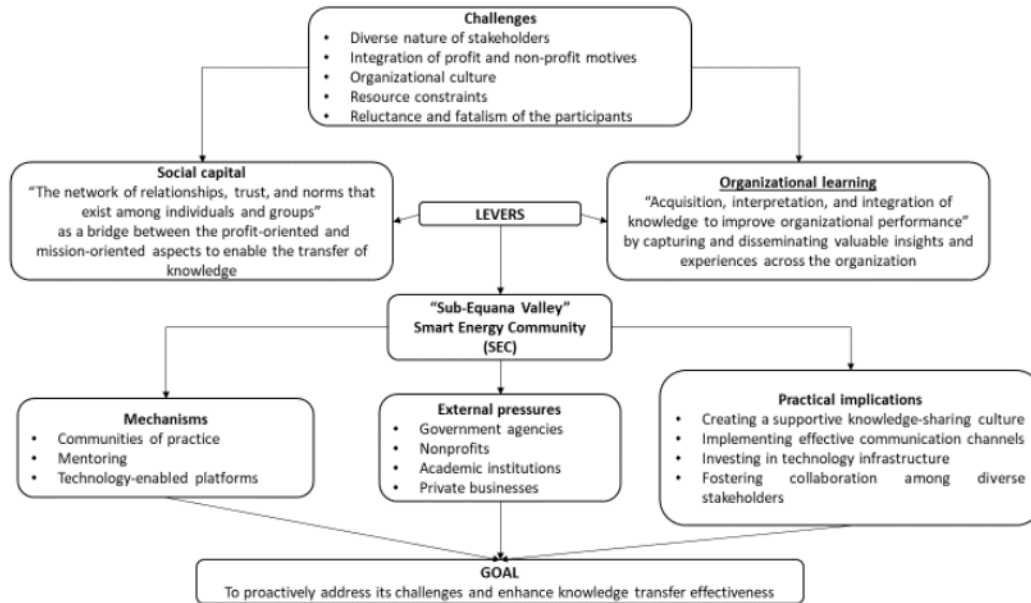 Challenges
• Diverse nature of stakeholders
• Integration of profit and non-profit motives
• Organizational culture
• Resource constraints
• Reluctance and fatalism of the participants
Social capital
“The network of relationships, trust, and norms that
exist among individuals and groups”
as a bridge between the profit-oriented and
mission-oriented aspects to enable the transfer of
knowledge
LEVERS
Organizational learning
“Acquisition, interpretation, and integration of
knowledge to improve organizational performance”
by capturing and disseminating valuable insights and
experiences across the organization
“Sub-Equana Valley”
Smart Energy Community
(SEC)
Mechanisms
• Communities of practice
• Mentoring
• Technology-enabled platforms
External pressures
• Government agencies
• Nonprofits
• Academic institutions
• Private businesses
Practical implications
• Creating a supportive knowledge-sharing culture
• Implementing effective communication channels
• Investing in technology infrastructure
• Fostering collaboration among diverse
stakeholders
GOAL
To proactively address its challenges and enhance knowledge transfer effectiveness